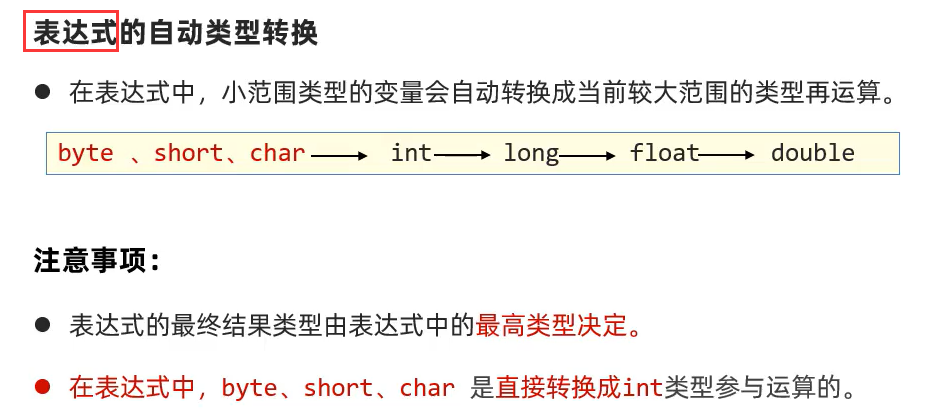 表达式的自动类型转换
在表达式中，小范围类型的变量会自动转换成当前较大范围的类型再运算。
byte 、short、char → int → long → float → double
注意事项：
表达式的最终结果类型由表达式中的最高类型决定。
在表达式中，byte、short、char 是直接转换成int类型参与运算的。